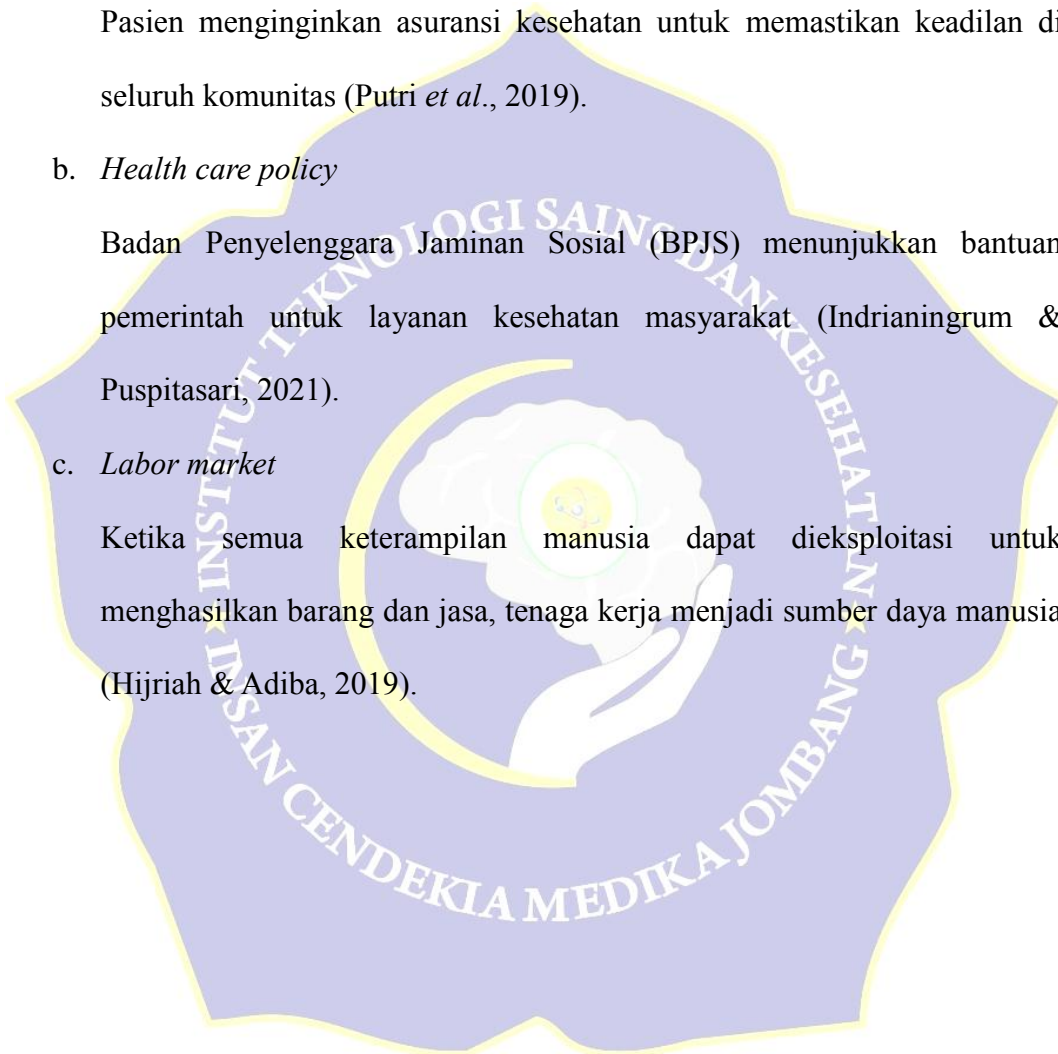 Pasien menginginkan asuransi kesehatan untuk memastikan keadilan di
seluruh komunitas (Putri et al., 2019).
b. Health care policy
Badan Penyelenggara Jaminan Sosial (BPJS) menunjukkan bantuan
pemerintah untuk layanan kesehatan masyarakat (Indrianingrum &
Puspitasari, 2021).
c. Labor market
Ketika semua keterampilan manusia dapat dieksploitasi untuk
menghasilkan barang dan jasa, tenaga kerja menjadi sumber daya manusia
(Hijriah & Adiba, 2019).
INSTITUT TEKNOLOGI SAINS DAN KESEHATAN
INSAN CENDEKIA MEDIKA JOMBANG